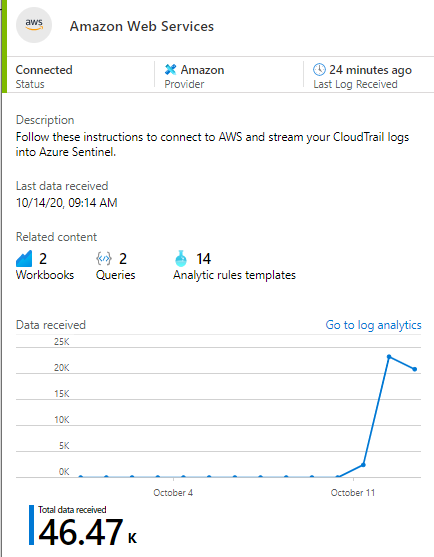 aws
Amazon Web Services
Connected
Status
Amazon
Provider
24 minutes ago
Last Log Received
Description
Follow these instructions to connect to AWS and stream your CloudTrail logs
into Azure Sentinel.
Last data received
10/14/20, 09:14 AM
Related content
2
Workbooks
2
Queries
14
Analytic rules templates
Data received
Go to log analytics
25K
20K
15K
10K
5K
0K
October 4
October 11
Total data received
46.47 K